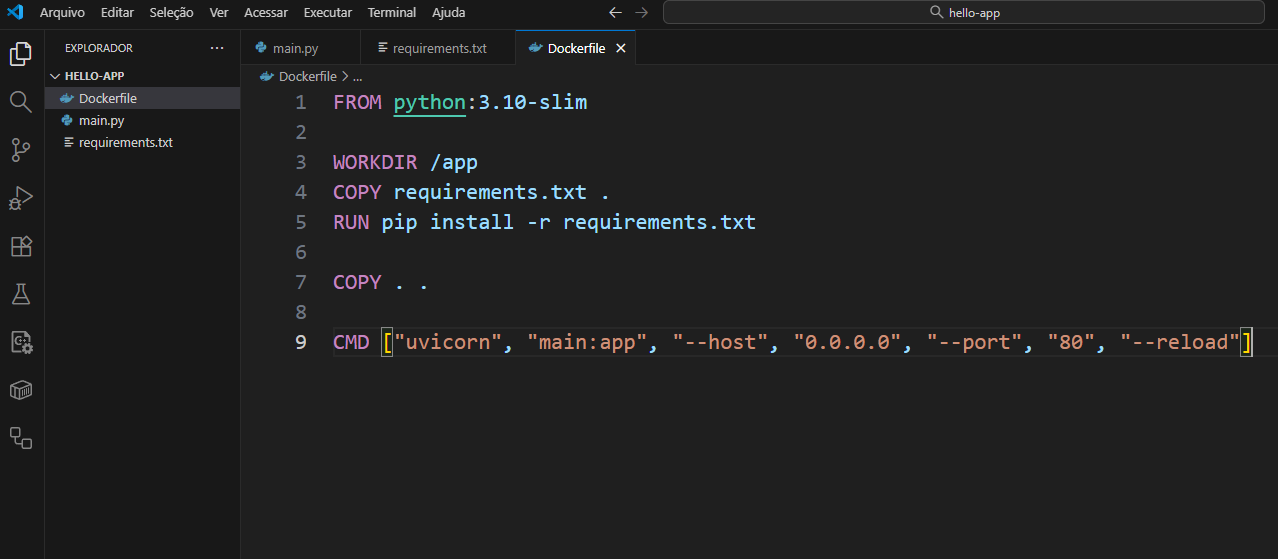 Arquivo Editar Seleção Ver Acessar Executar Terminal Ajuda hello-app
EXPLORADOR ···
HELLO-APP
Dockerfile
main.py
requirements.txt
main.py requirements.txt Dockerfile
Dockerfile > ...
1 FROM python:3.10-slim
2
3 WORKDIR /app
4 COPY requirements.txt .
5 RUN pip install -r requirements.txt
6
7 COPY . .
8
9 CMD ["uvicorn", "main:app", "--host", "0.0.0.0", "--port", "80", "--reload"]